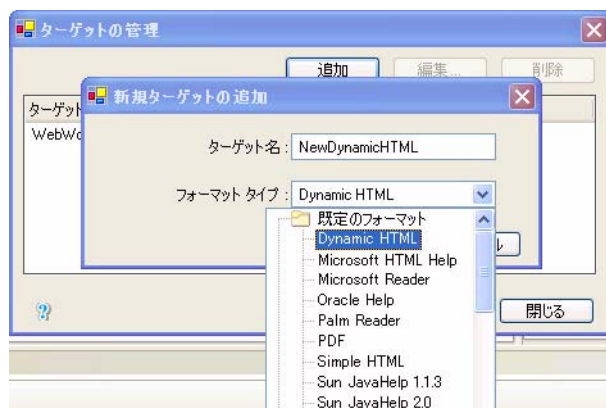 ターゲットの管理
追加 編集... 削除
ターゲット
新規ターゲットの追加
WebWo
ターゲット名: NewDynamicHTML
フォーマット タイプ: Dynamic HTML
既定のフォーマット
Dynamic HTML
Microsoft HTML Help
Microsoft Reader
Oracle Help
Palm Reader
PDF
Simple HTML
Sun JavaHelp 1.1.3
Sun JavaHelp 2.0
ル
閉じる